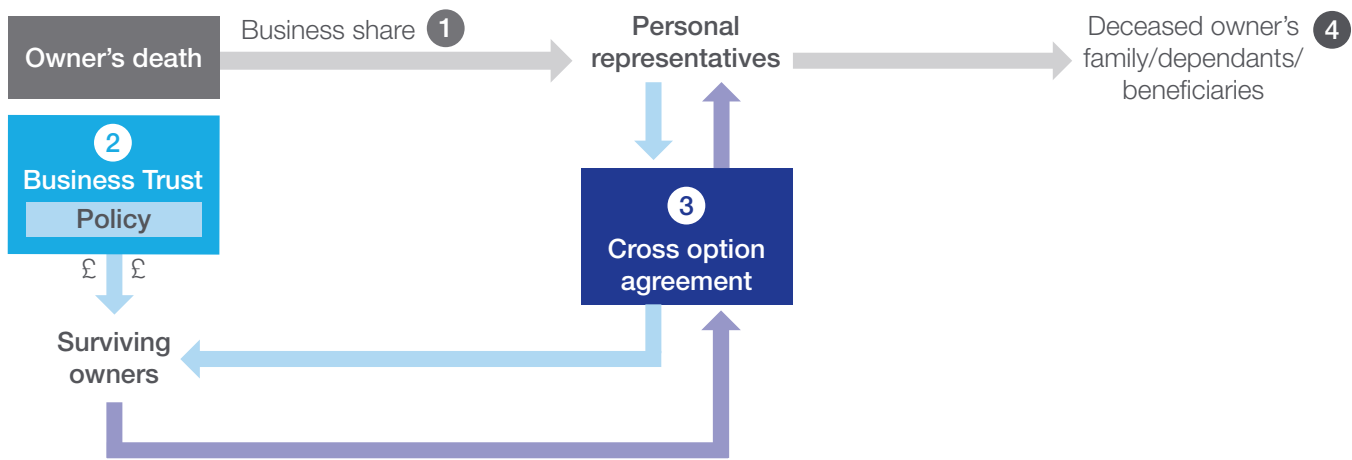 Owner's death
Business share 1
Personal
representatives
Deceased owner's 4
family/dependants/
beneficiaries
2
Business Trust
Policy
£ £
Surviving
owners
3
Cross option
agreement